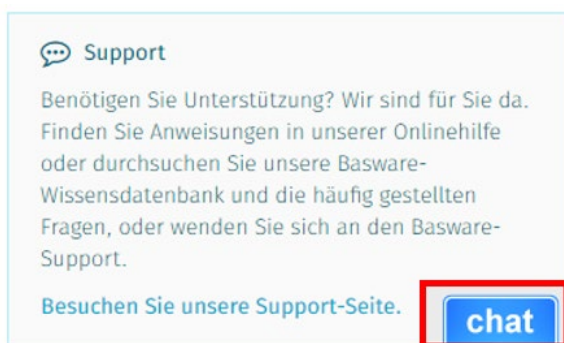 Support
Benötigen Sie Unterstützung? Wir sind für Sie da.
Finden Sie Anweisungen in unserer Onlinehilfe
oder durchsuchen Sie unsere Basware-
Wissensdatenbank und die häufig gestellten
Fragen, oder wenden Sie sich an den Basware-
Support.
Besuchen Sie unsere Support-Seite.
chat